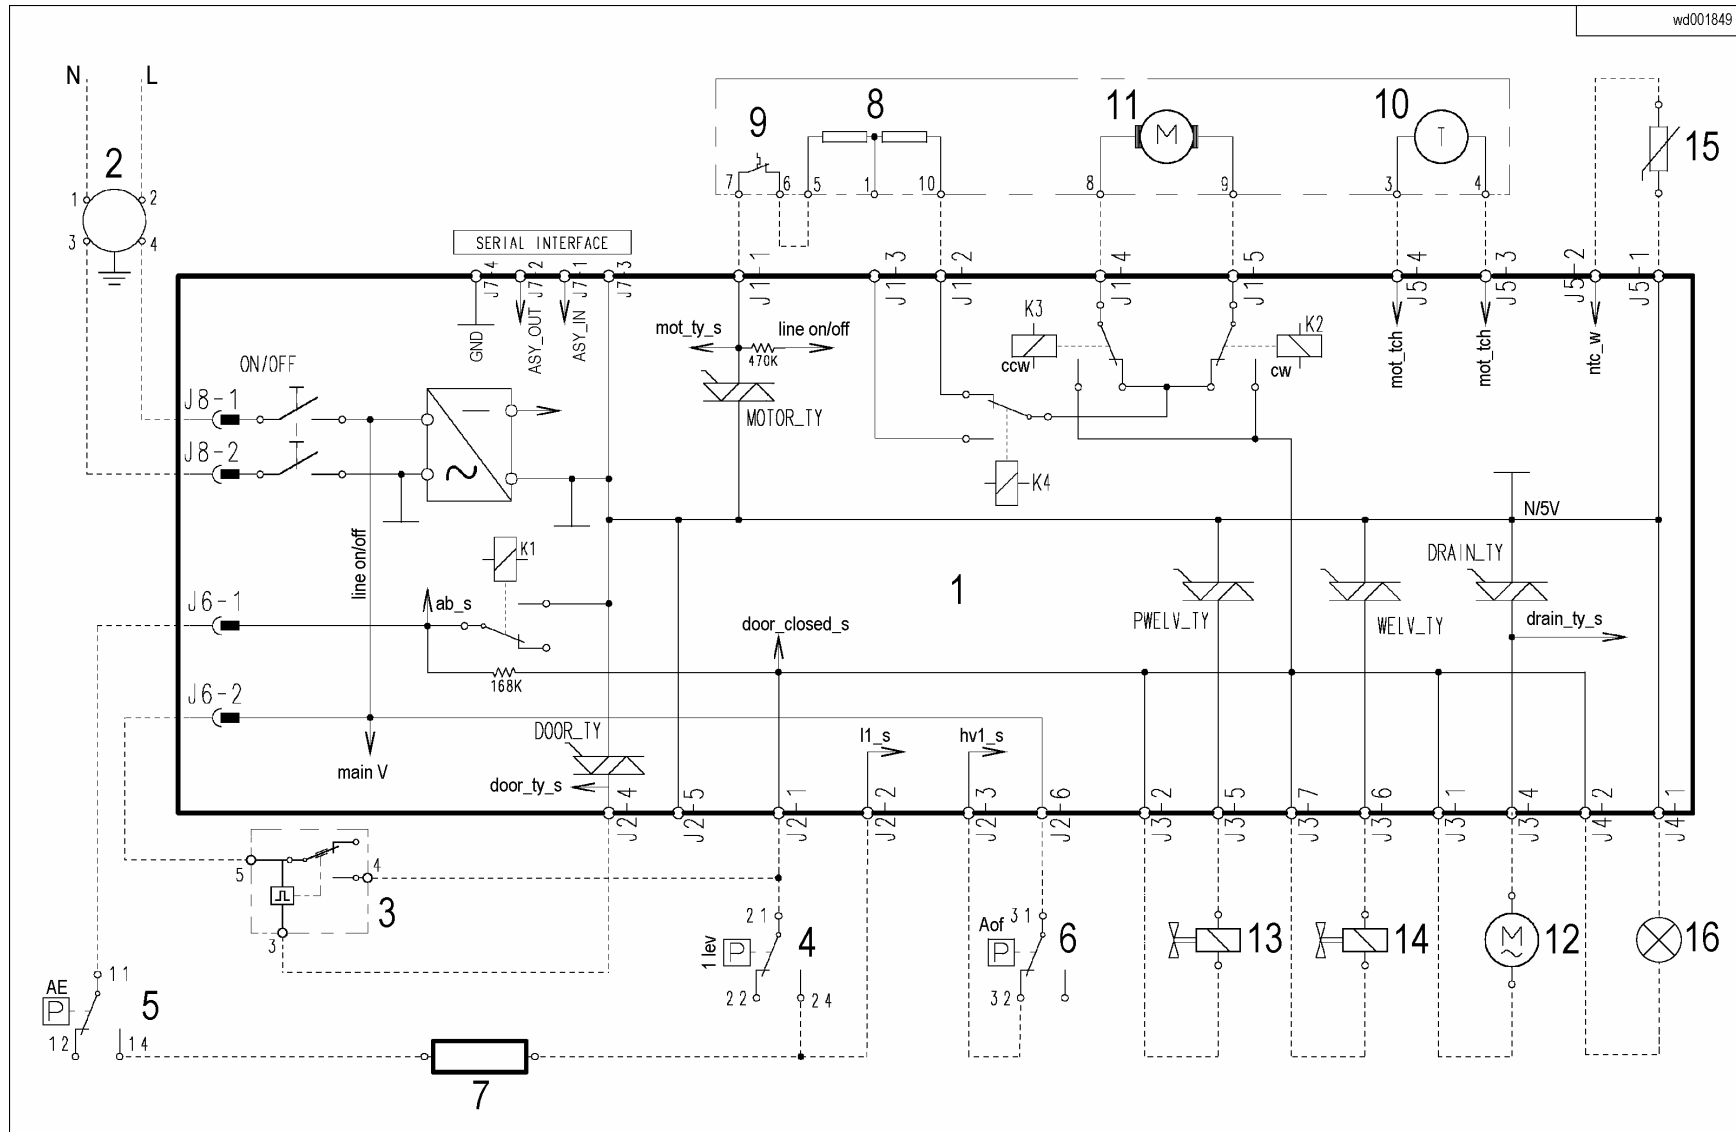 wd001849
N L
2
1 2
3 4
9 8 11 10 15
7 6 5 1 10 8 9 3 4
SERIAL INTERFACE
J7-4 J7-2 J7-1 J7-3 J1-1 J1-3 J1-2 J1-4 J1-5 J5-4 J5-3 J5-2 J5-1
GND ASY_OUT ASY_IN
mot_ty_s line on/off
470K
MOTOR_TY
K3 K2
ccw cw
mot_tch mot_tch ntc_w
ON/OFF
J8-1
J8-2
K4
line on/off
N/5V
K1
1
DRAIN_TY
J6-1
ab_s
door_closed_s
PWELV_TY WELV_TY drain_ty_s
168K
J6-2
DOOR_TY
l1_s hv1_s
main V
door_ty_s
J2-4 J2-5 J2-1 J2-2 J2-3 J2-6 J3-2 J3-5 J3-7 J3-6 J3-1 J3-4 J4-2 J4-1
5 4
3
3
21
1 lev P 4
22 24
Aof 31
P 6
32
13 14 M 12 16
11
AE
P 5
12 14
7
M
T